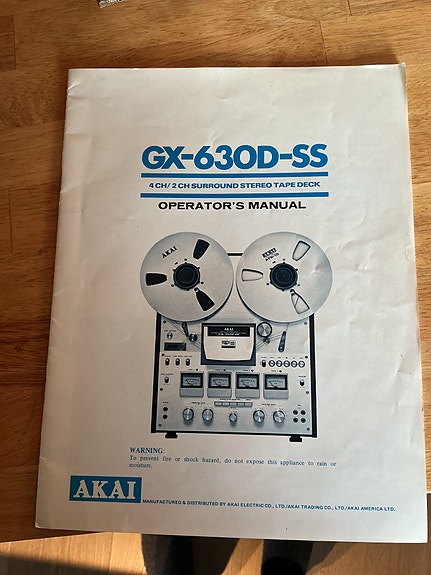 GX-630D-SS
4 CH/ 2 CH SURROUND STEREO TAPE DECK
OPERATOR'S MANUAL
AKAI
AKAI
AKAI
WARNING:
To prevent fire or shock hazard, do not expose this appliance to rain or
moisture.
AKAI
MANUFACTURED & DISTRIBUTED BY AKAI ELECTRIC CO., LTD./AKAI TRADING CO., LTD./AKAI AMERICA LTD.